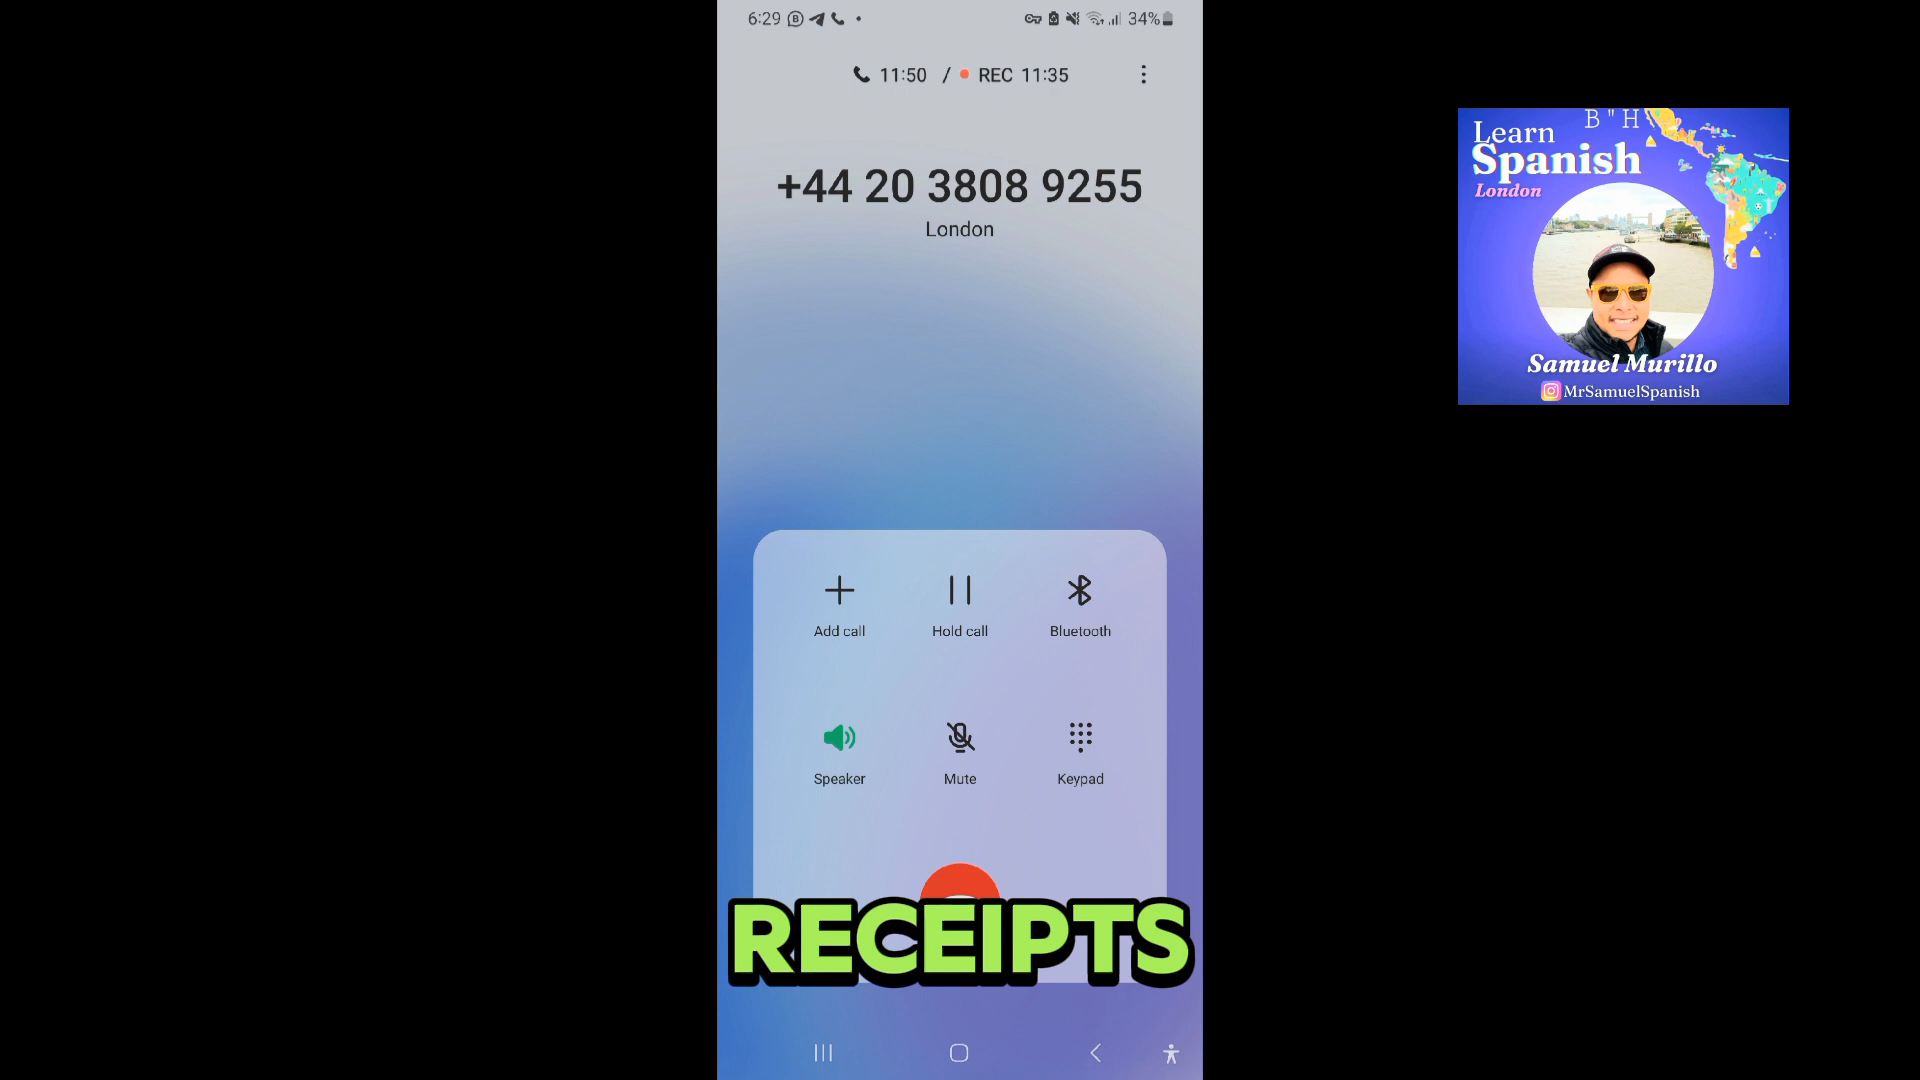 6:29
34%
11:50 / REC 11:35
+44 20 3808 9255
London
Add call
Hold call
Bluetooth
Speaker
Mute
Keypad
RECEIPTS
B"H
Learn
Spanish
London
Samuel Murillo
MrSamuelSpanish